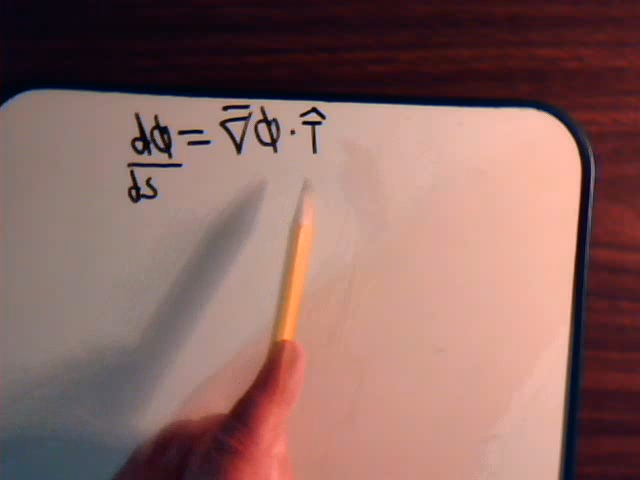 dϕ/ds = ∇̅ϕ · T̂